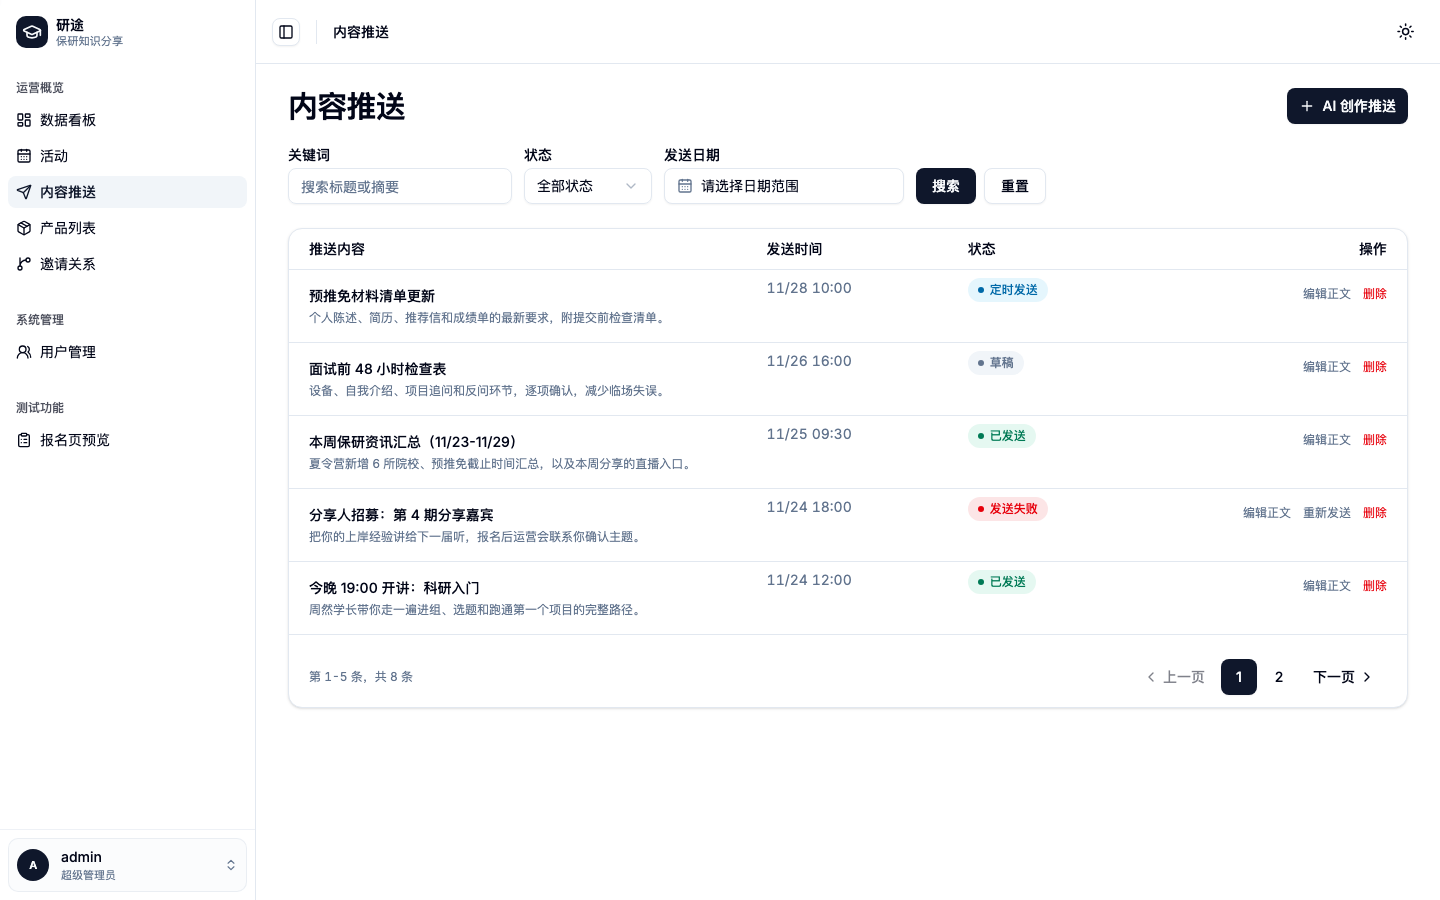 研途
保研知识分享
运营概览
数据看板
活动
内容推送
产品列表
邀请关系
系统管理
用户管理
测试功能
报名页预览
A
admin
超级管理员
内容推送
内容推送
AI 创作推送
关键词
状态
发送日期
搜索标题或摘要
全部状态
请选择日期范围
搜索
重置
推送内容 发送时间 状态 操作
预推免材料清单更新 11/28 10:00 定时发送 编辑正文 删除
个人陈述、简历、推荐信和成绩单的最新要求，附提交前检查清单。
面试前 48 小时检查表 11/26 16:00 草稿 编辑正文 删除
设备、自我介绍、项目追问和反问环节，逐项确认，减少临场失误。
本周保研资讯汇总（11/23-11/29） 11/25 09:30 已发送 编辑正文 删除
夏令营新增 6 所院校、预推免截止时间汇总，以及本周分享的直播入口。
分享人招募：第 4 期分享嘉宾 11/24 18:00 发送失败 编辑正文 重新发送 删除
把你的上岸经验讲给下一届听，报名后运营会联系你确认主题。
今晚 19:00 开讲：科研入门 11/24 12:00 已发送 编辑正文 删除
周然学长带你走一遍进组、选题和跑通第一个项目的完整路径。
第 1-5 条，共 8 条 上一页 1 2 下一页